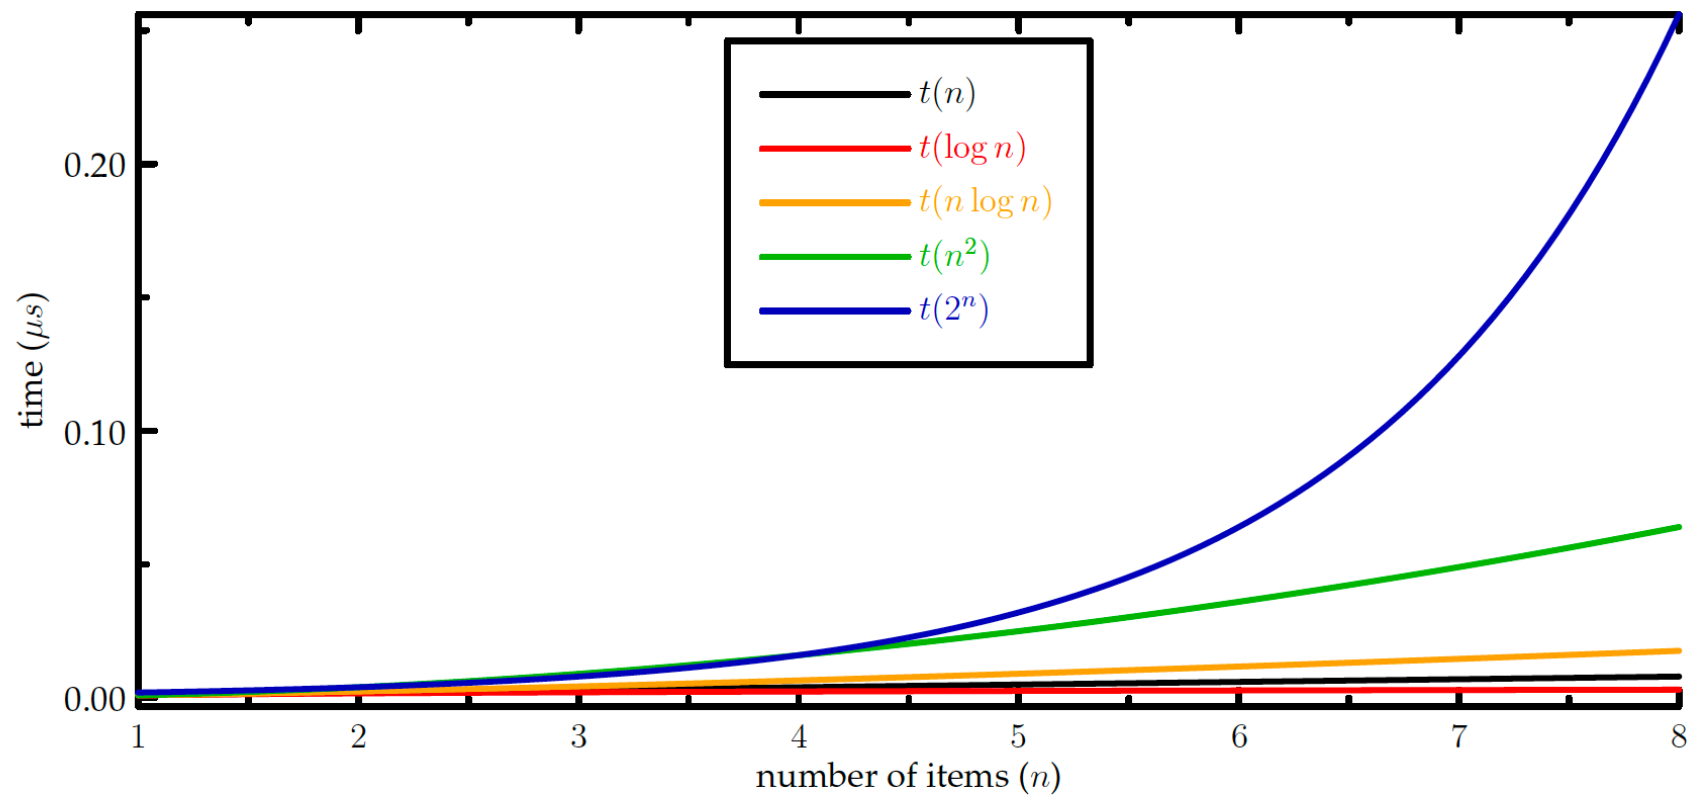 t(n)
t(log n)
t(n log n)
t(n²)
t(2ⁿ)
0.20
0.10
0.00
time (μs)
1 2 3 4 5 6 7 8
number of items (n)